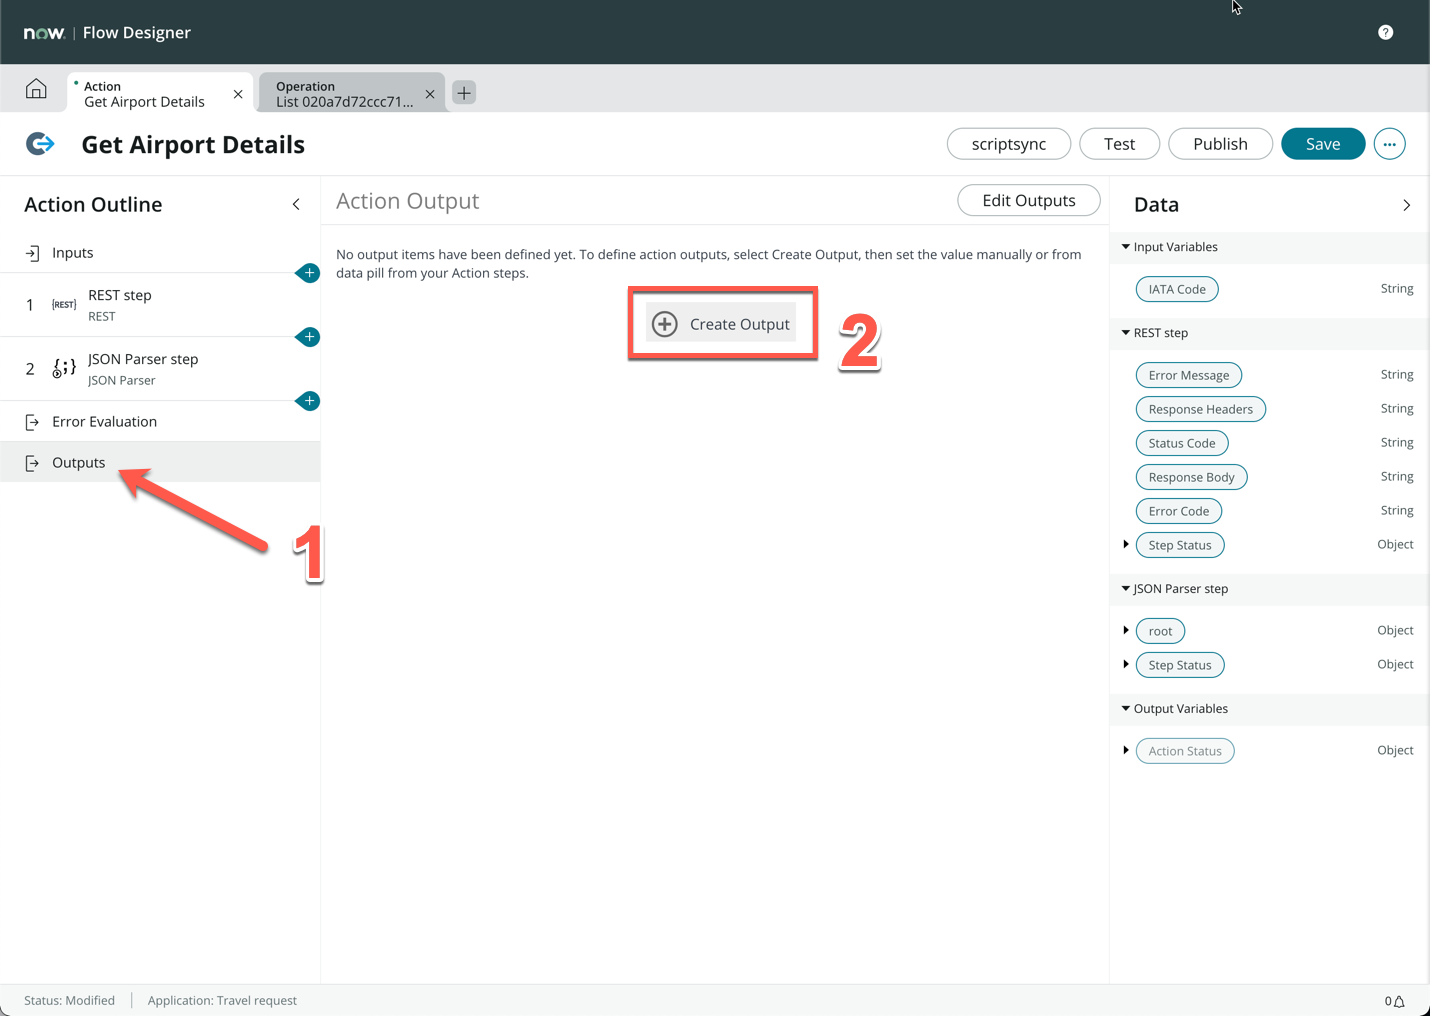 now. | Flow Designer
?
Action
Get Airport Details
Operation
List 020a7d72ccc71...
Get Airport Details
scriptsync
Test
Publish
Save
Action Outline
Inputs
1
{REST}
REST step
REST
2
JSON Parser step
JSON Parser
Error Evaluation
Outputs
1
Action Output
Edit Outputs
No output items have been defined yet. To define action outputs, select Create Output, then set the value manually or from
data pill from your Action steps.
Create Output
2
Data
Input Variables
IATA Code String
REST step
Error Message String
Response Headers String
Status Code String
Response Body String
Error Code String
Step Status Object
JSON Parser step
root Object
Step Status Object
Output Variables
Action Status Object
Status: Modified | Application: Travel request
0